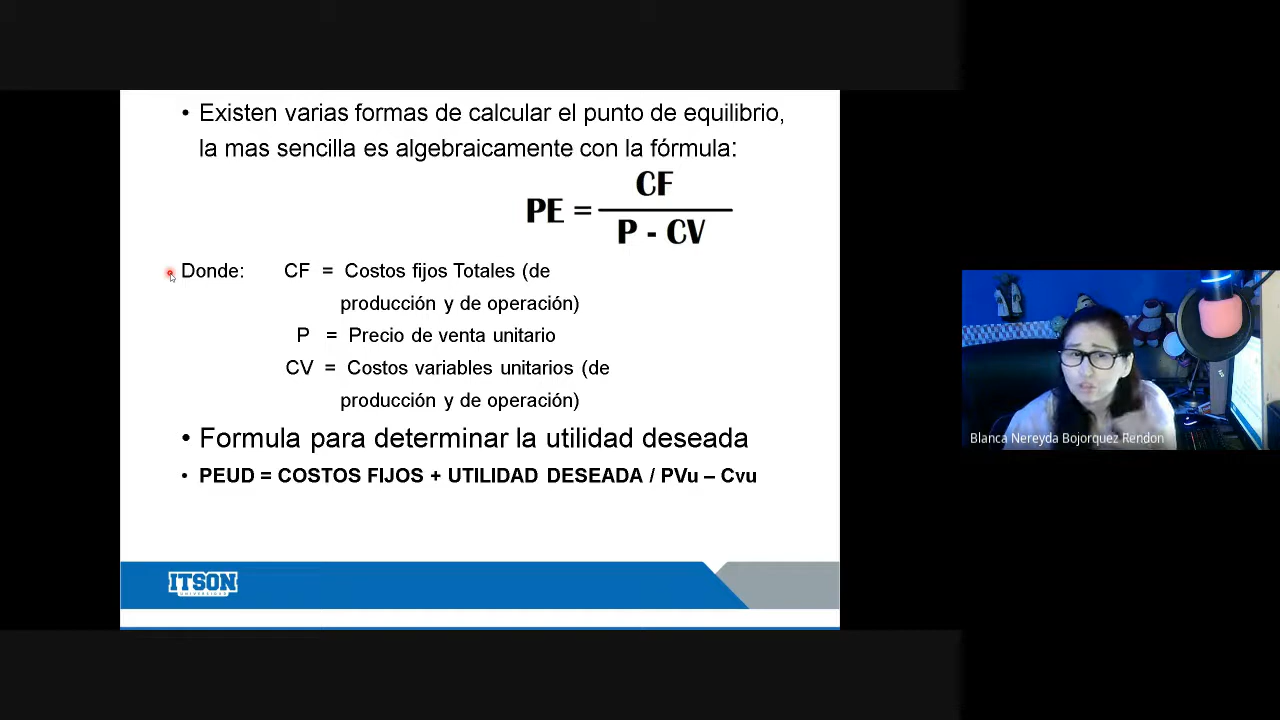 • Existen varias formas de calcular el punto de equilibrio,
la mas sencilla es algebraicamente con la fórmula:
PE = CF
P - CV
Donde: CF = Costos fijos Totales (de
producción y de operación)
P = Precio de venta unitario
CV = Costos variables unitarios (de
producción y de operación)
• Formula para determinar la utilidad deseada
• PEUD = COSTOS FIJOS + UTILIDAD DESEADA / PVu – Cvu
ITSON
UNIVERSIDAD
Blanca Nereyda Bojorquez Rendon